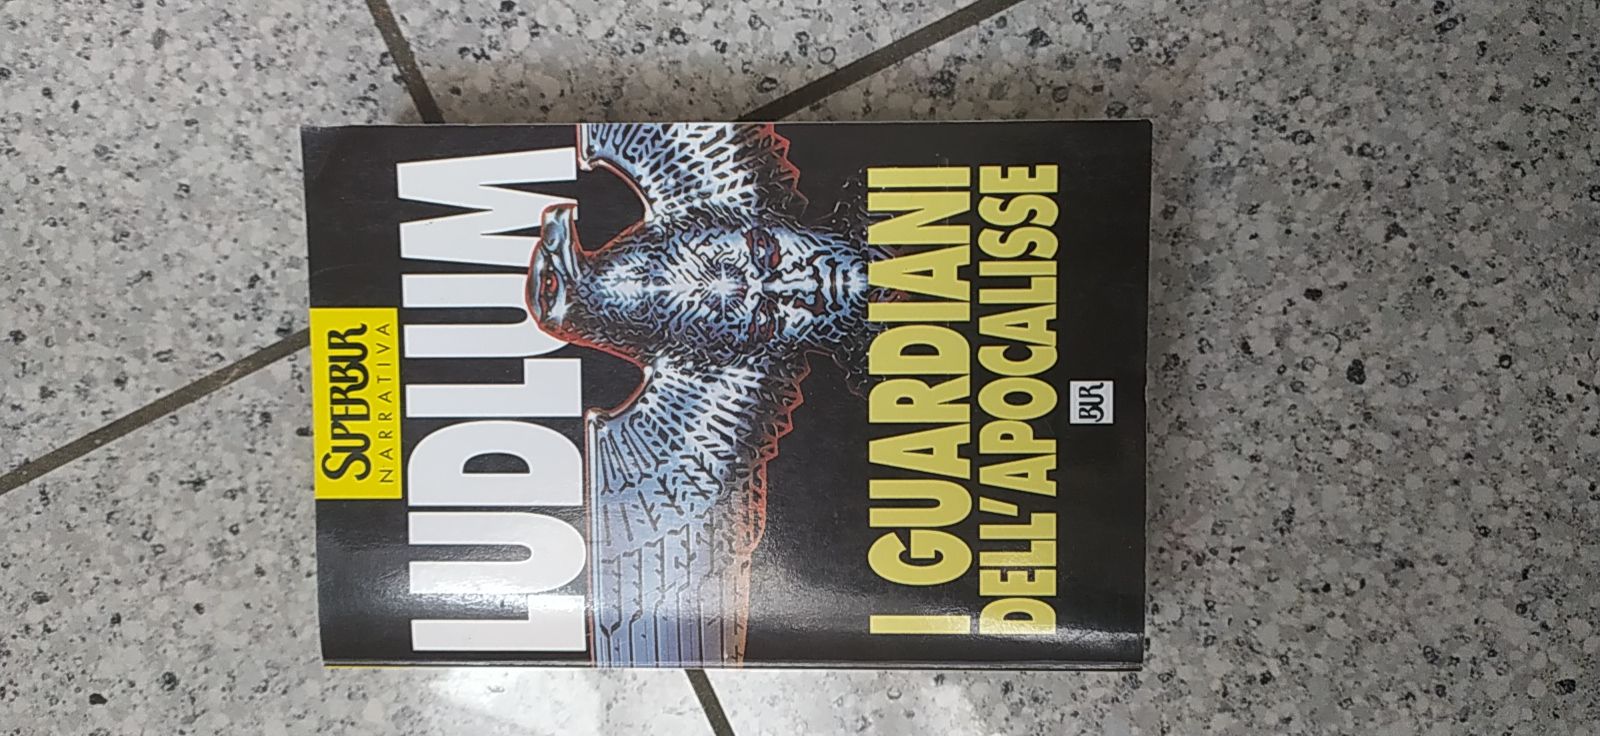 SUPERBUR
NARRATIVA
LUDLUM
I GUARDIANI
DELL'APOCALISSE
BUR